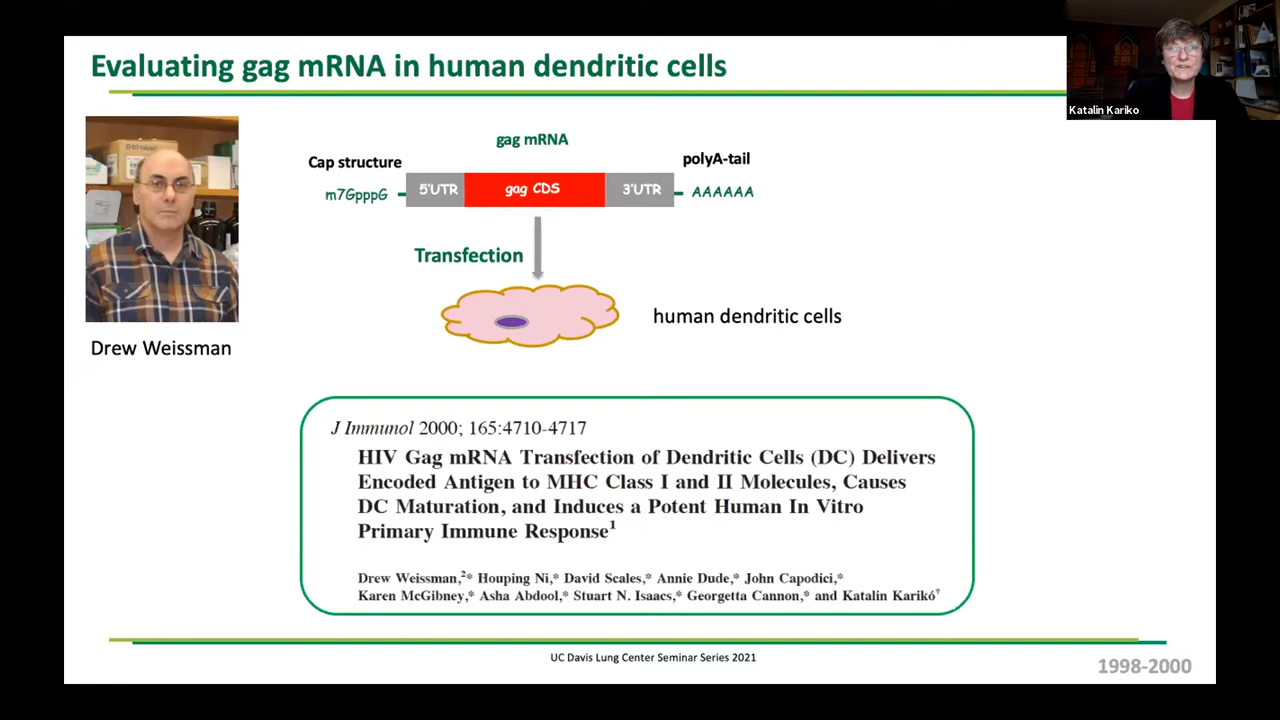 Evaluating gag mRNA in human dendritic cells
Katalin Kariko
Drew Weissman
gag mRNA
Cap structure
polyA-tail
m7GpppG
5'UTR
gag CDS
3'UTR
AAAAAA
Transfection
human dendritic cells
J Immunol 2000; 165:4710-4717
HIV Gag mRNA Transfection of Dendritic Cells (DC) Delivers
Encoded Antigen to MHC Class I and II Molecules, Causes
DC Maturation, and Induces a Potent Human In Vitro
Primary Immune Response¹
Drew Weissman,²* Houping Ni,* David Scales,* Annie Dude,* John Capodici,*
Karen McGibney,* Asha Abdool,* Stuart N. Isaacs,* Georgetta Cannon,* and Katalin Karikó†
UC Davis Lung Center Seminar Series 2021
1998-2000